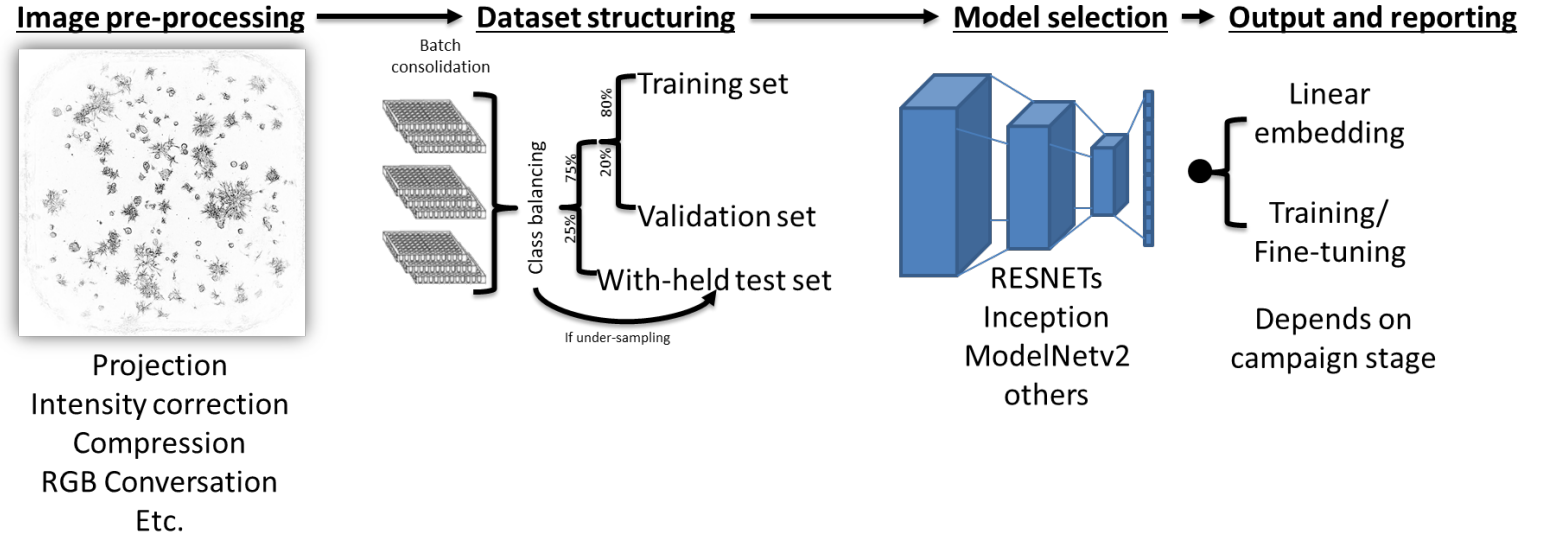 Image pre-processing
Dataset structuring
Model selection
Output and reporting
Projection
Intensity correction
Compression
RGB Conversation
Etc.
Batch
consolidation
Class balancing
75%
25%
80%
20%
Training set
Validation set
With-held test set
If under-sampling
RESNETs
Inception
ModelNetv2
others
Linear
embedding
Training/
Fine-tuning
Depends on
campaign stage